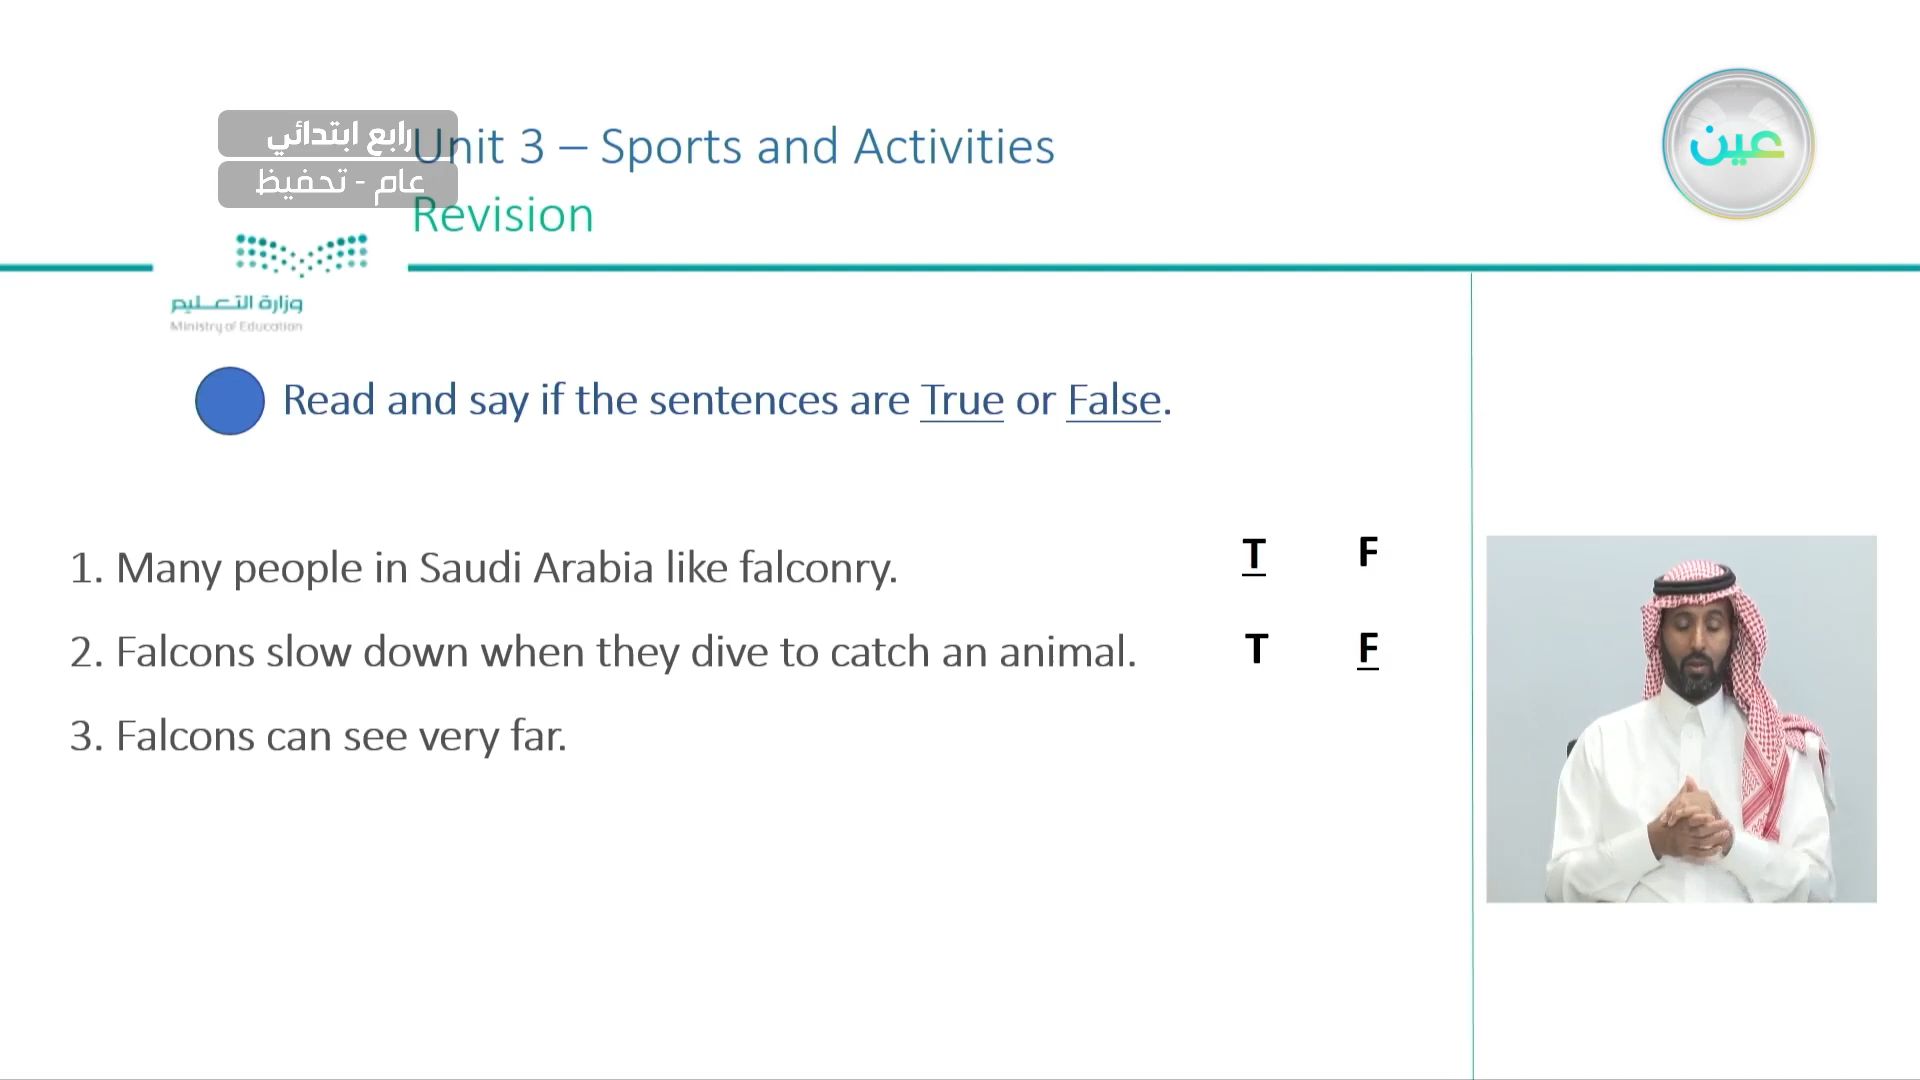 رابع ابتدائي
عام - تحفيظ
Unit 3 – Sports and Activities
Revision
عين
وزارة التعليم
Ministry of Education
Read and say if the sentences are True or False.
1. Many people in Saudi Arabia like falconry. T F
2. Falcons slow down when they dive to catch an animal. T F
3. Falcons can see very far.